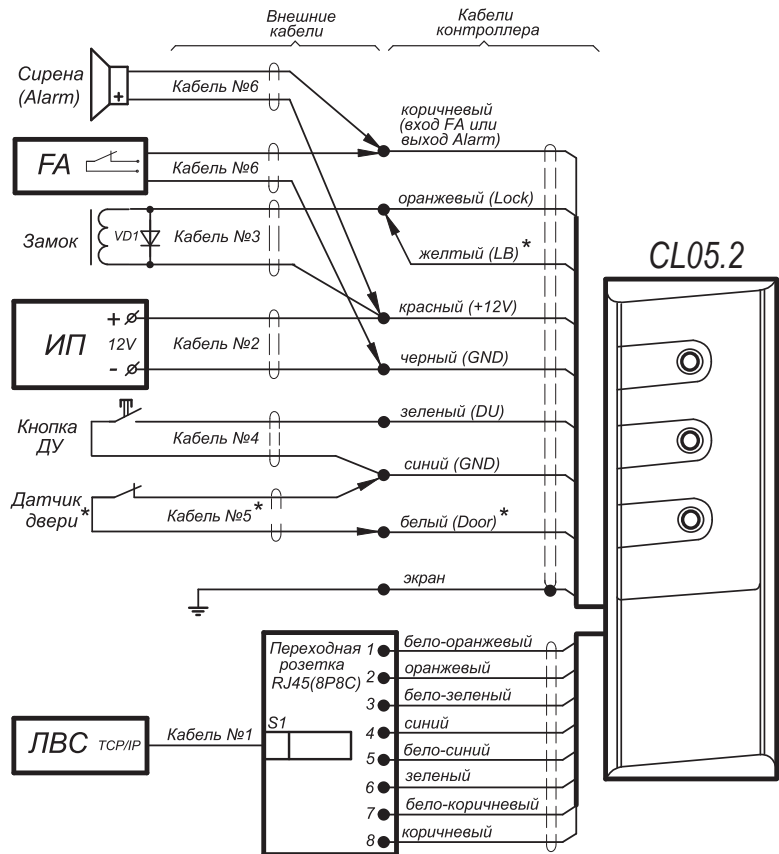 Внешние
кабели
Кабели
контроллера
Сирена
(Alarm)
+
Кабель №6
коричневый
(вход FA или
выход Alarm)
FA
Кабель №6
оранжевый (Lock)
Замок
VD1
Кабель №3
желтый (LB)*
CL05.2
ИП
+
12V
-
Кабель №2
красный (+12V)
черный (GND)
Кнопка
ДУ
Кабель №4
зеленый (DU)
синий (GND)
Датчик
двери*
Кабель №5*
белый (Door)*
экран
Переходная
розетка
RJ45(8P8C)
S1
ЛВС TCP/IP
Кабель №1
1 бело-оранжевый
2 оранжевый
3 бело-зеленый
4 синий
5 бело-синий
6 зеленый
7 бело-коричневый
8 коричневый